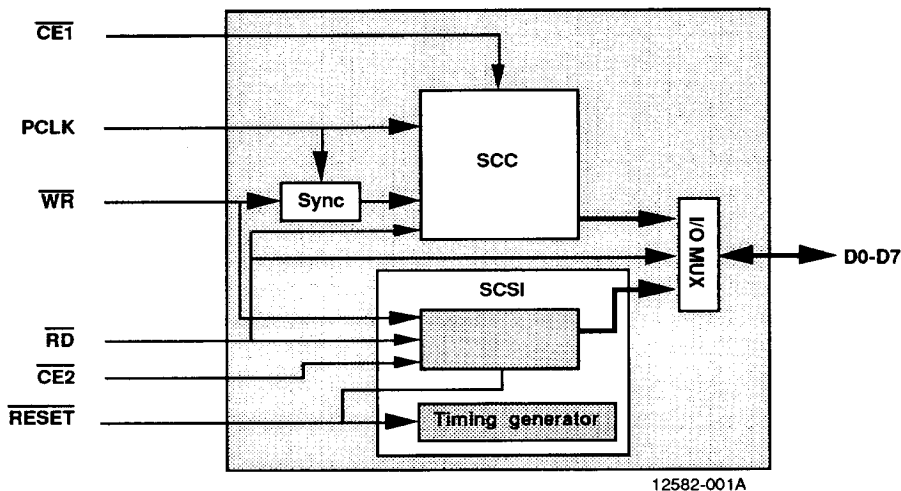 CE1
PCLK
SCC
WR
Sync
I/O MUX
D0-D7
SCSI
RD
CE2
RESET
Timing generator
12582-001A